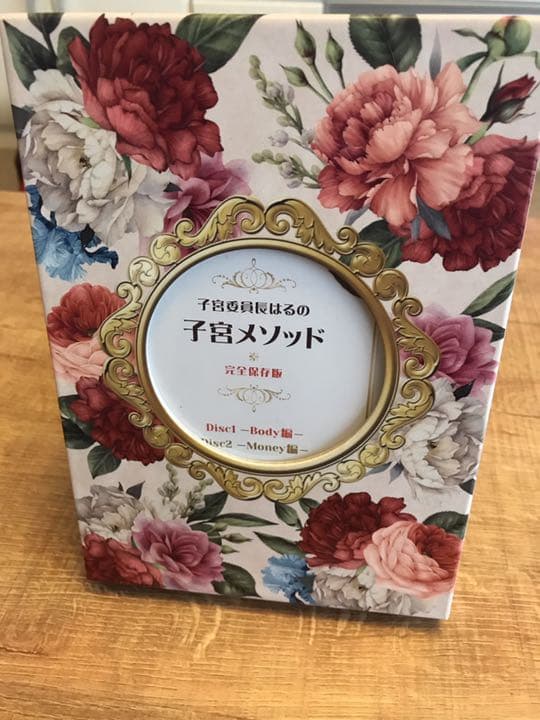 子宮委員長はるの
子宮メソッド
完全保存版
Disc1 −Body編−
Disc2 −Money編−